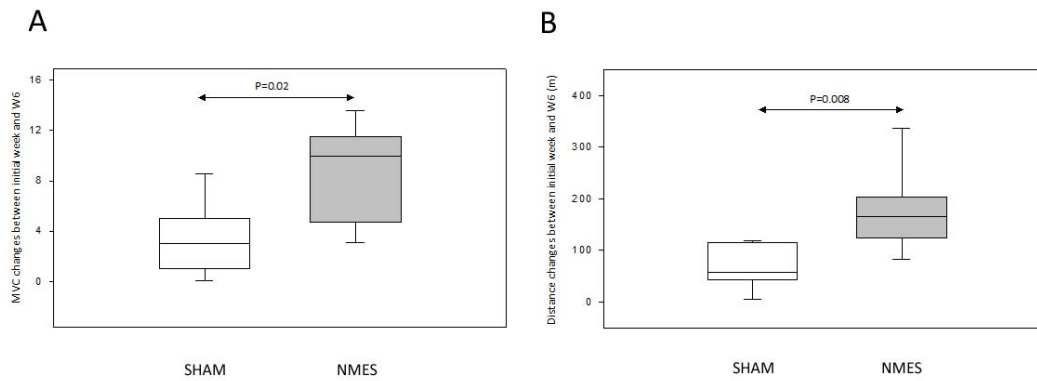 A
MVC changes between initial week and W6
16
12
8
4
0
P=0.02
SHAM
NMES
B
Distance changes between initial week and W6 (m)
400
300
200
100
0
P=0.008
SHAM
NMES